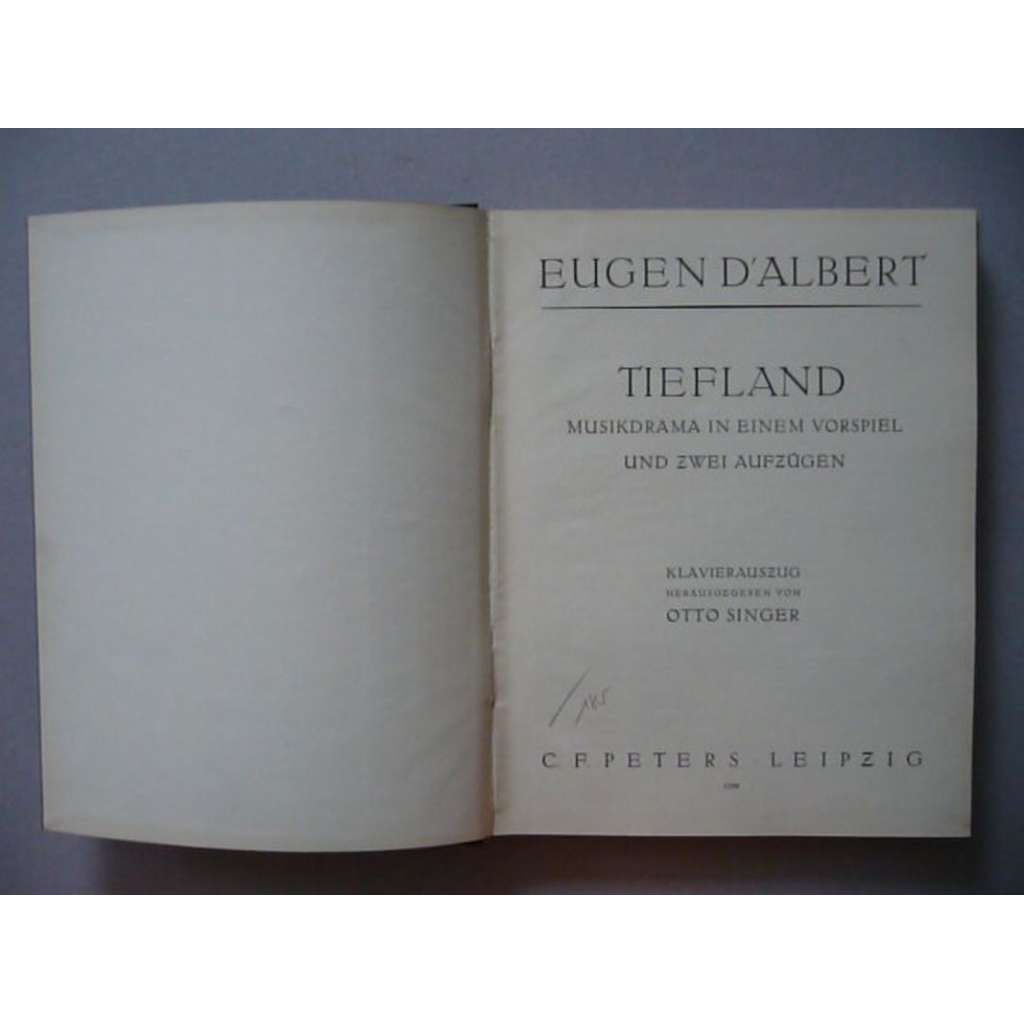 EUGEN D'ALBERT
TIEFLAND
MUSIKDRAMA IN EINEM VORSPIEL
UND ZWEI AUFZÜGEN
KLAVIERAUSZUG
HERAUSGEGEBEN VON
OTTO SINGER
C. F. PETERS · LEIPZIG